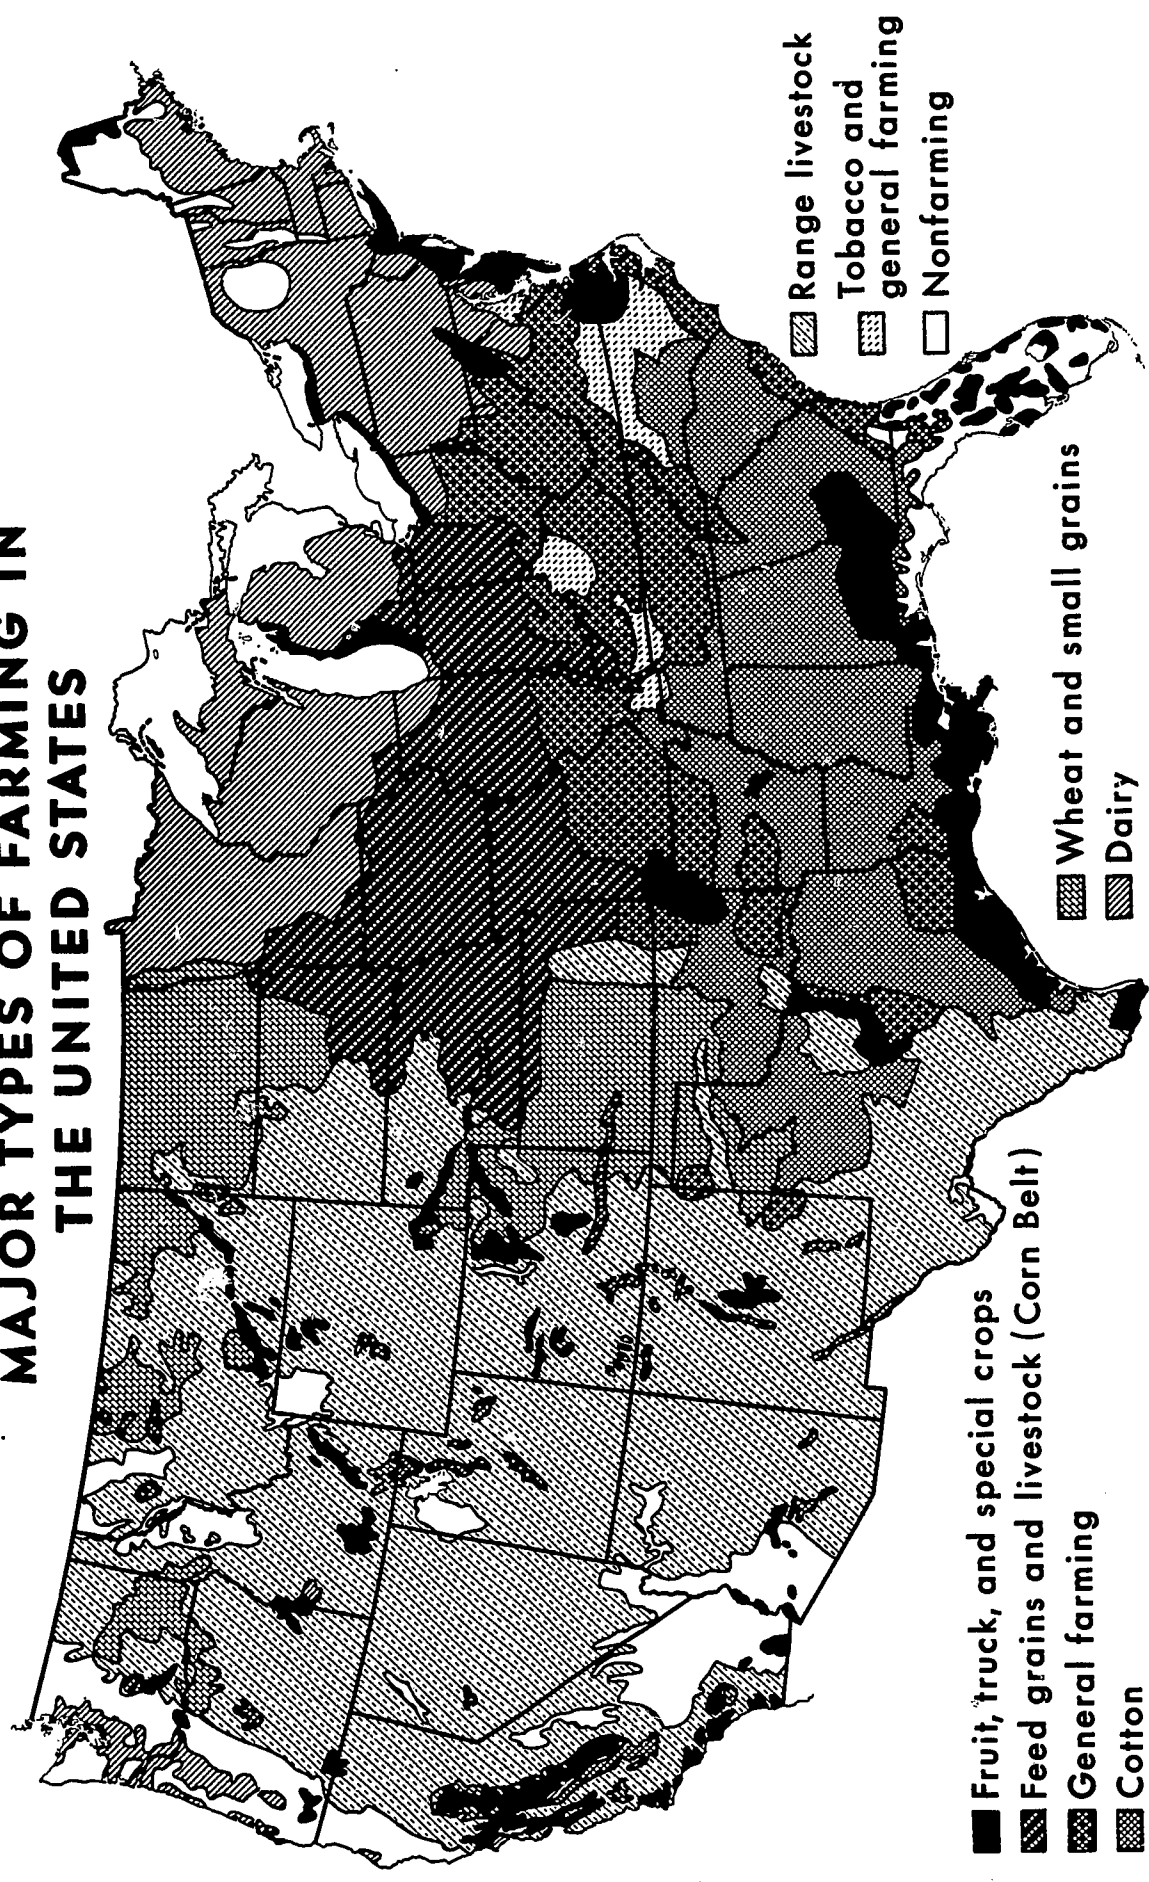 MAJOR TYPES OF FARMING IN
THE UNITED STATES
Fruit, truck, and special crops
Feed grains and livestock (Corn Belt)
General farming
Cotton
Wheat and small grains
Dairy
Range livestock
Tobacco and
general farming
Nonfarming